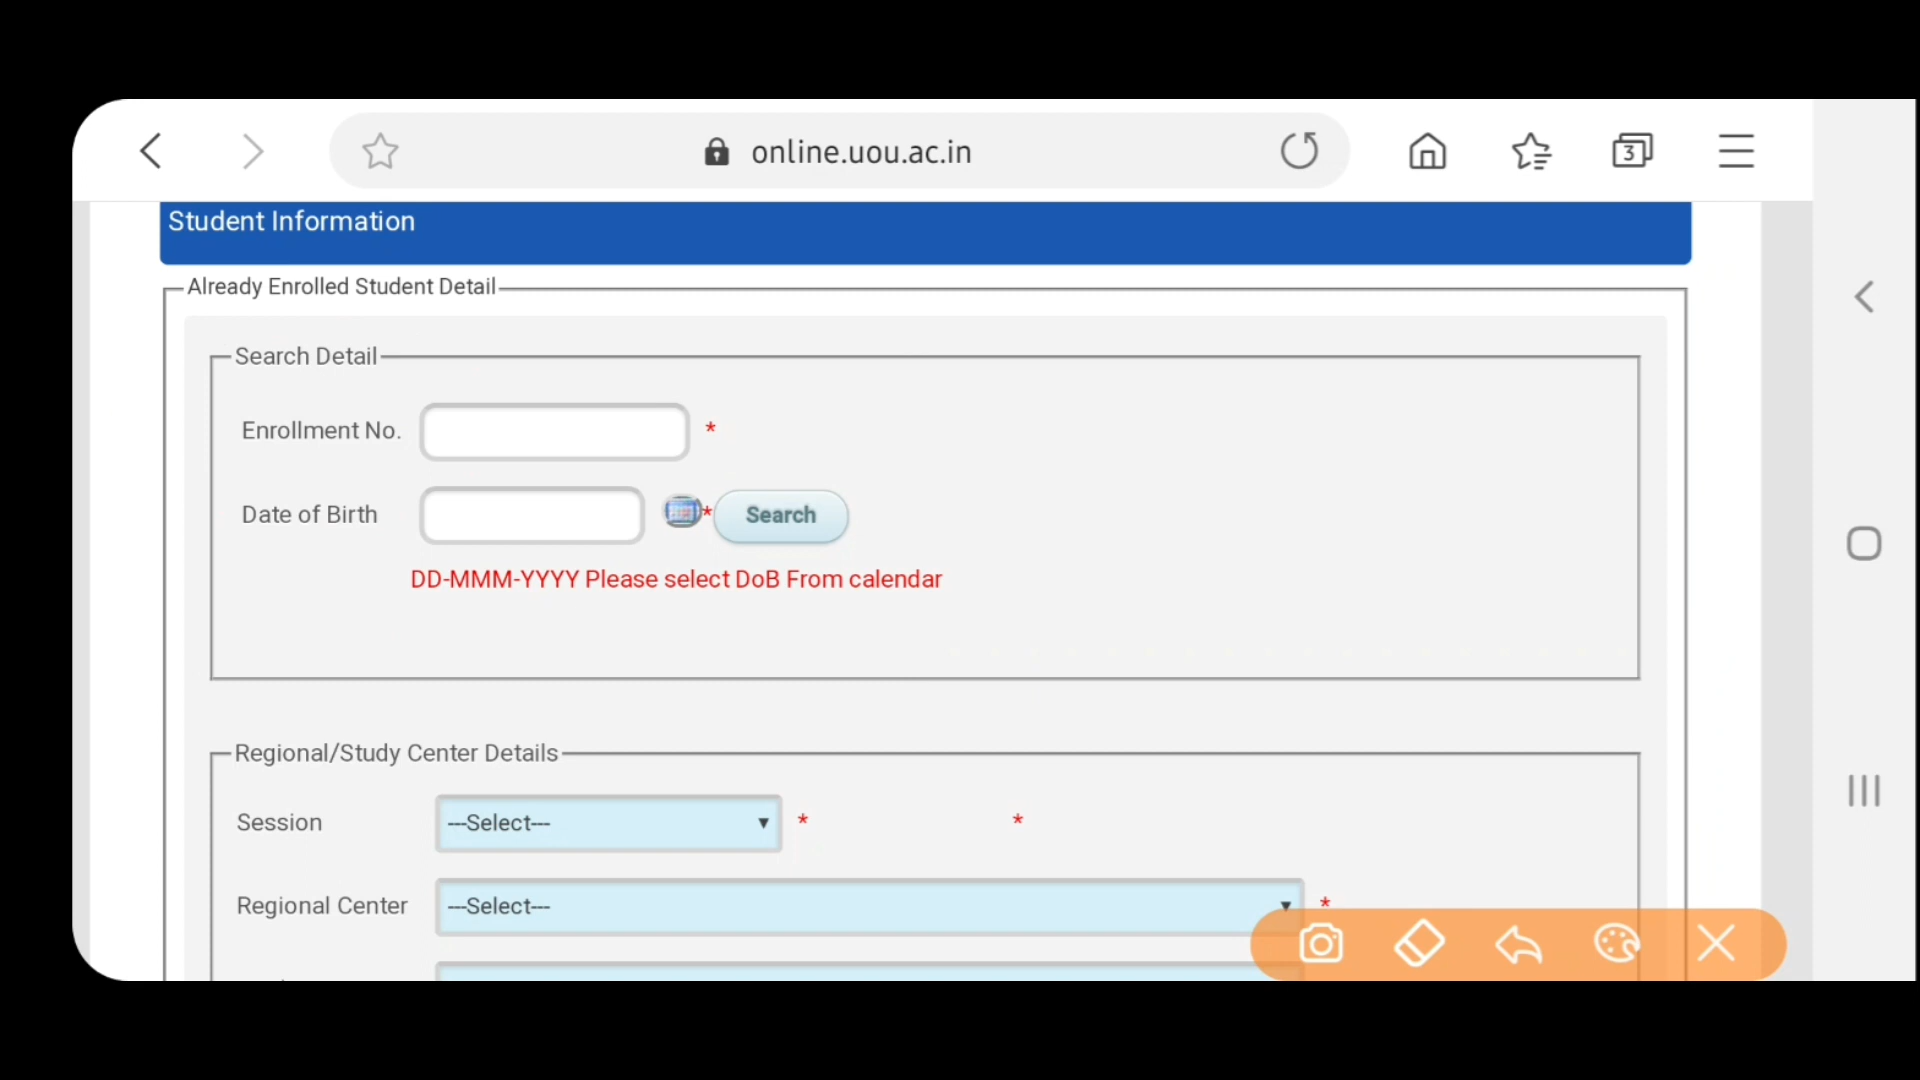 online.uou.ac.in
3
Student Information
Already Enrolled Student Detail
Search Detail
Enrollment No. *
Date of Birth * Search
DD-MMM-YYYY Please select DoB From calendar
Regional/Study Center Details
Session ---Select--- * *
Regional Center ---Select--- *